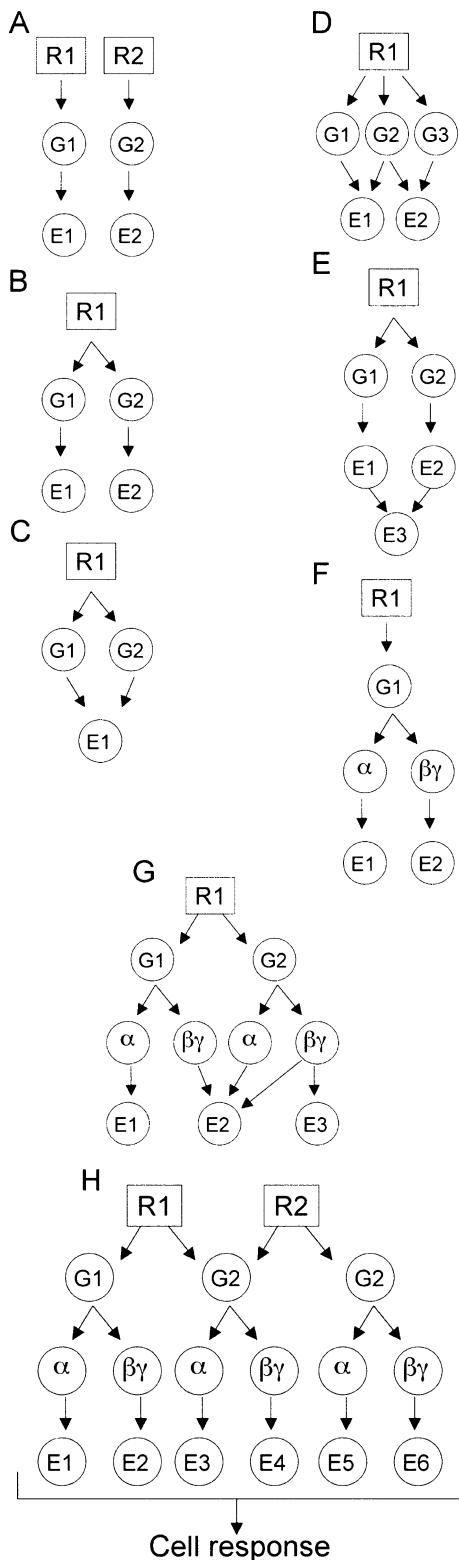 A
R1 R2
G1 G2
E1 E2
B
R1
G1 G2
E1 E2
C
R1
G1 G2
E1
D
R1
G1 G2 G3
E1 E2
E
R1
G1 G2
E1 E2
E3
F
R1
G1
α βγ
E1 E2
G
R1
G1 G2
α βγ α βγ
E1 E2 E3
H
R1 R2
G1 G2 G2
α βγ α βγ α βγ
E1 E2 E3 E4 E5 E6
Cell response